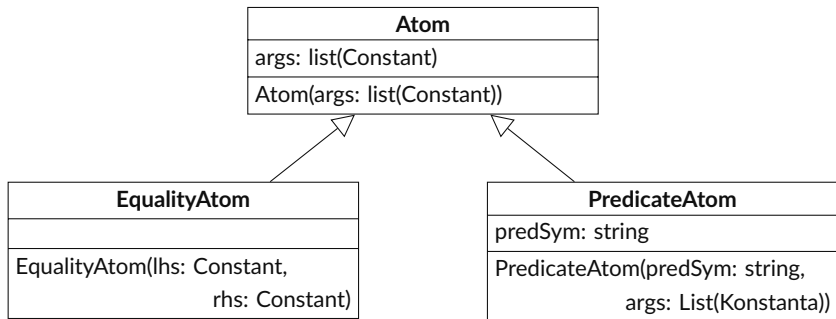 Atom
args: list(Constant)
Atom(args: list(Constant))
EqualityAtom
EqualityAtom(lhs: Constant,
rhs: Constant)
PredicateAtom
predSym: string
PredicateAtom(predSym: string,
args: List(Konstanta))